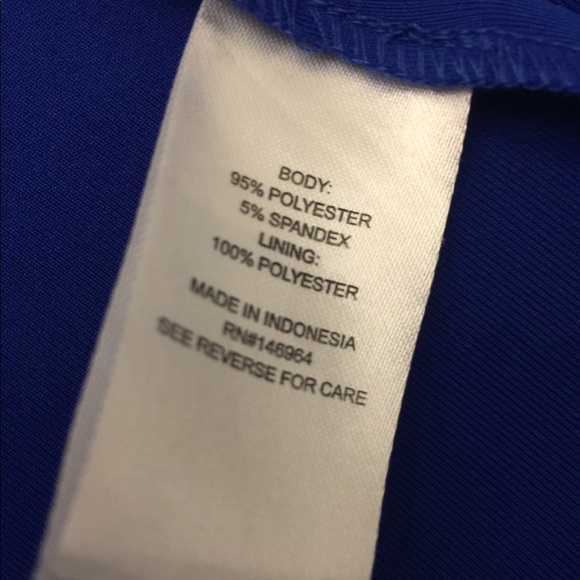 BODY:
95% POLYESTER
5% SPANDEX
LINING:
100% POLYESTER
MADE IN INDONESIA
RN#146964
SEE REVERSE FOR CARE